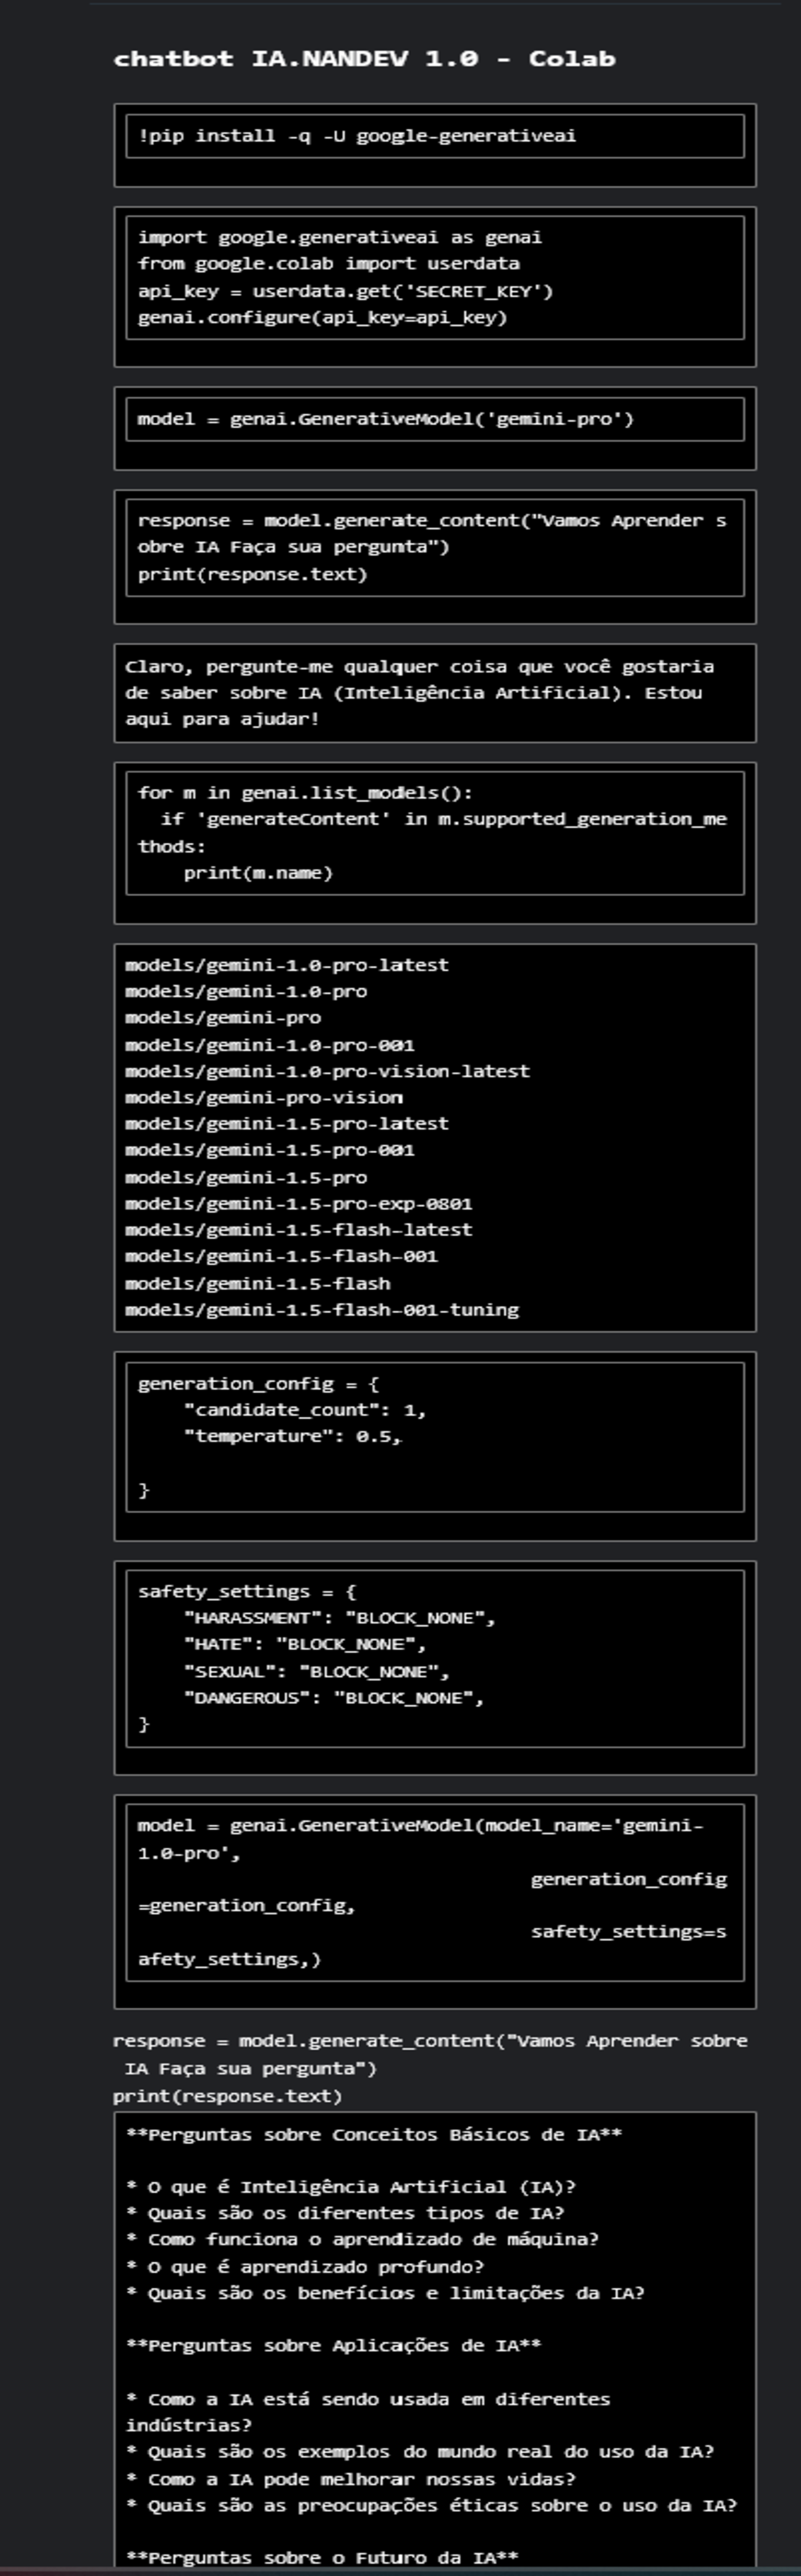 chatbot IA.NANDEV 1.0 - Colab
!pip install -q -U google-generativeai
import google.generativeai as genai
from google.colab import userdata
api_key = userdata.get('SECRET_KEY')
genai.configure(api_key=api_key)
model = genai.GenerativeModel('gemini-pro')
response = model.generate_content("Vamos Aprender s
obre IA Faça sua pergunta")
print(response.text)
Claro, pergunte-me qualquer coisa que você gostaria
de saber sobre IA (Inteligência Artificial). Estou
aqui para ajudar!
for m in genai.list_models():
  if 'generateContent' in m.supported_generation_me
thods:
    print(m.name)
models/gemini-1.0-pro-latest
models/gemini-1.0-pro
models/gemini-pro
models/gemini-1.0-pro-001
models/gemini-1.0-pro-vision-latest
models/gemini-pro-vision
models/gemini-1.5-pro-latest
models/gemini-1.5-pro-001
models/gemini-1.5-pro
models/gemini-1.5-pro-exp-0801
models/gemini-1.5-flash-latest
models/gemini-1.5-flash-001
models/gemini-1.5-flash
models/gemini-1.5-flash-001-tuning
generation_config = {
    "candidate_count": 1,
    "temperature": 0.5,
}
safety_settings = {
    "HARASSMENT": "BLOCK_NONE",
    "HATE": "BLOCK_NONE",
    "SEXUAL": "BLOCK_NONE",
    "DANGEROUS": "BLOCK_NONE",
}
model = genai.GenerativeModel(model_name='gemini-
1.0-pro',
                                  generation_config
=generation_config,
                                  safety_settings=s
afety_settings,)
response = model.generate_content("Vamos Aprender sobre
 IA Faça sua pergunta")
print(response.text)
**Perguntas sobre Conceitos Básicos de IA**
* O que é Inteligência Artificial (IA)?
* Quais são os diferentes tipos de IA?
* Como funciona o aprendizado de máquina?
* O que é aprendizado profundo?
* Quais são os benefícios e limitações da IA?
**Perguntas sobre Aplicações de IA**
* Como a IA está sendo usada em diferentes
indústrias?
* Quais são os exemplos do mundo real do uso da IA?
* Como a IA pode melhorar nossas vidas?
* Quais são as preocupações éticas sobre o uso da IA?
**Perguntas sobre o Futuro da IA**